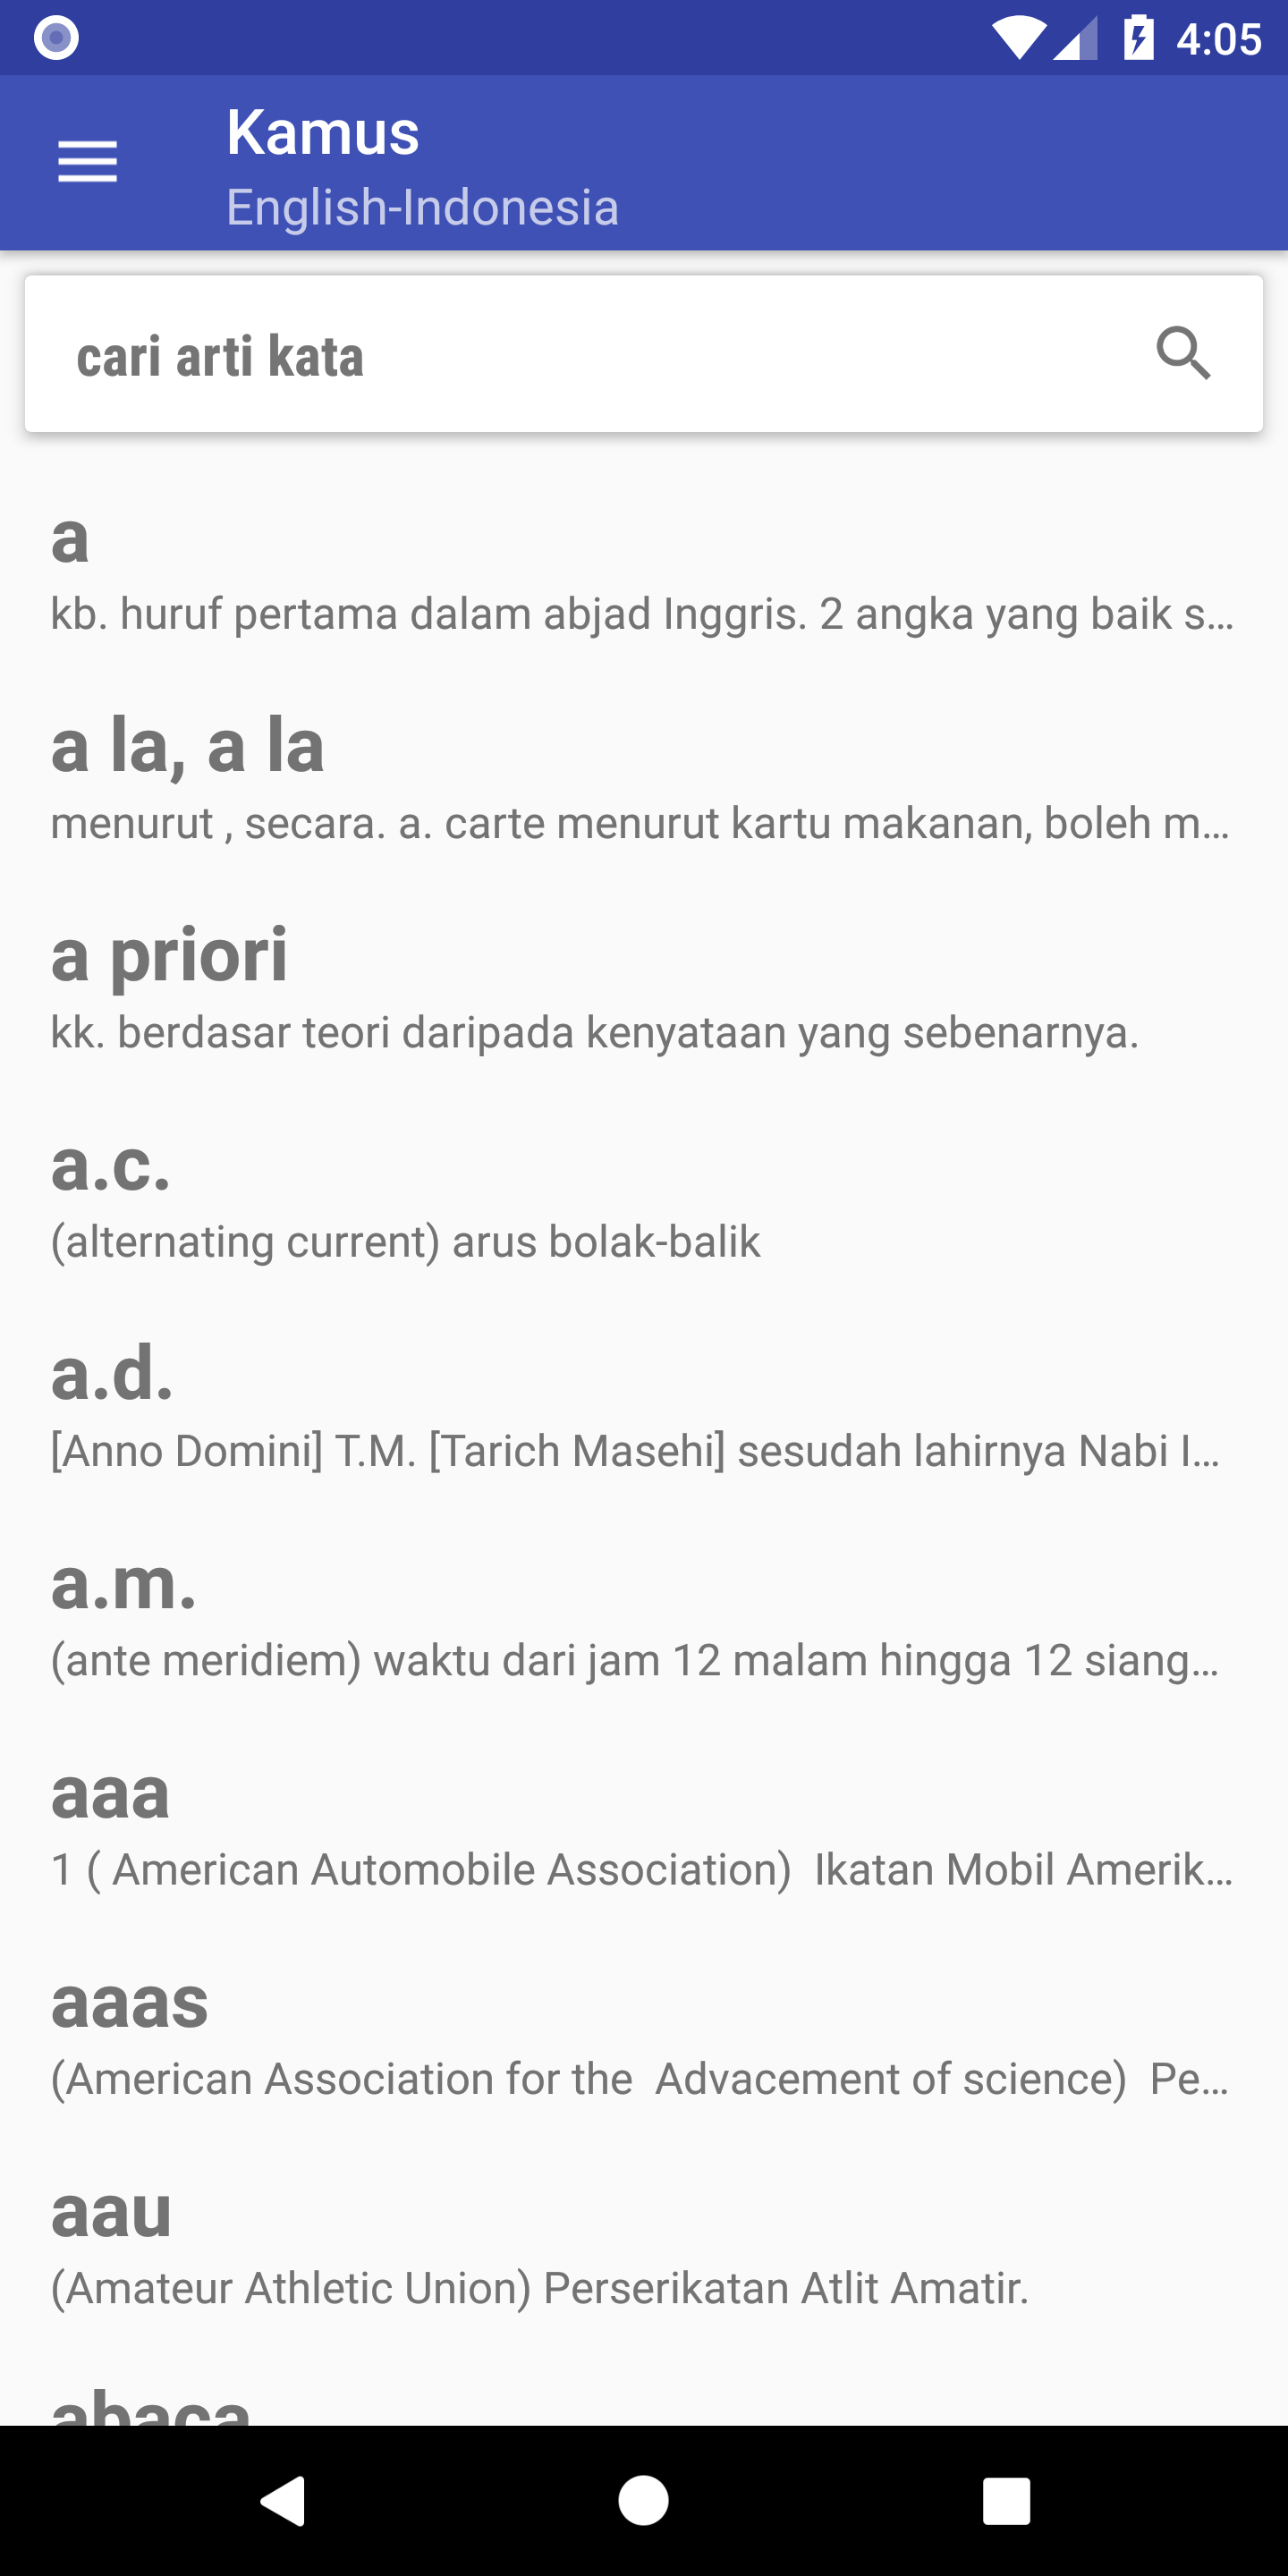 4:05
Kamus
English-Indonesia
cari arti kata
a
kb. huruf pertama dalam abjad Inggris. 2 angka yang baik s...
a la, a la
menurut , secara. a. carte menurut kartu makanan, boleh m...
a priori
kk. berdasar teori daripada kenyataan yang sebenarnya.
a.c.
(alternating current) arus bolak-balik
a.d.
[Anno Domini] T.M. [Tarich Masehi] sesudah lahirnya Nabi I...
a.m.
(ante meridiem) waktu dari jam 12 malam hingga 12 siang...
aaa
1 ( American Automobile Association)  Ikatan Mobil Amerik...
aaas
(American Association for the  Advacement of science)  Pe...
aau
(Amateur Athletic Union) Perserikatan Atlit Amatir.
abaca